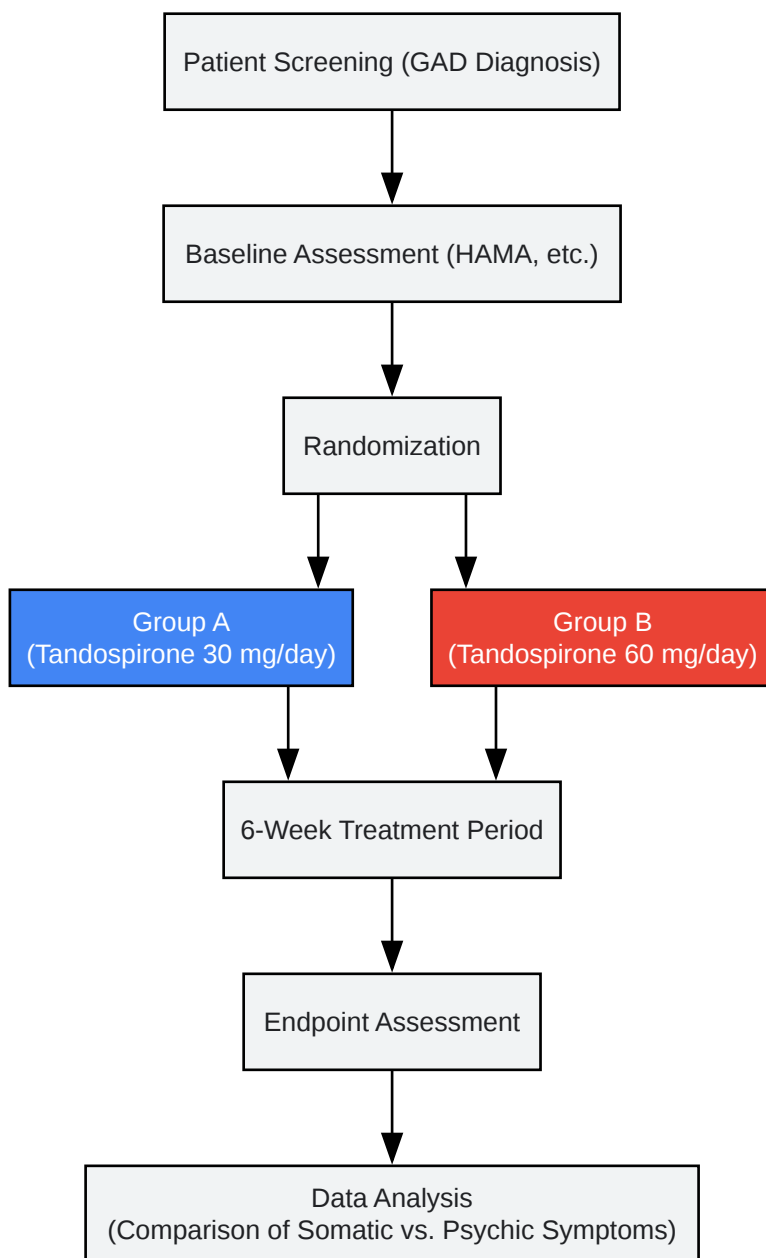 Patient Screening (GAD Diagnosis)
Baseline Assessment (HAMA, etc.)
Randomization
Group A
(Tandospirone 30 mg/day)
Group B
(Tandospirone 60 mg/day)
6-Week Treatment Period
Endpoint Assessment
Data Analysis
(Comparison of Somatic vs. Psychic Symptoms)